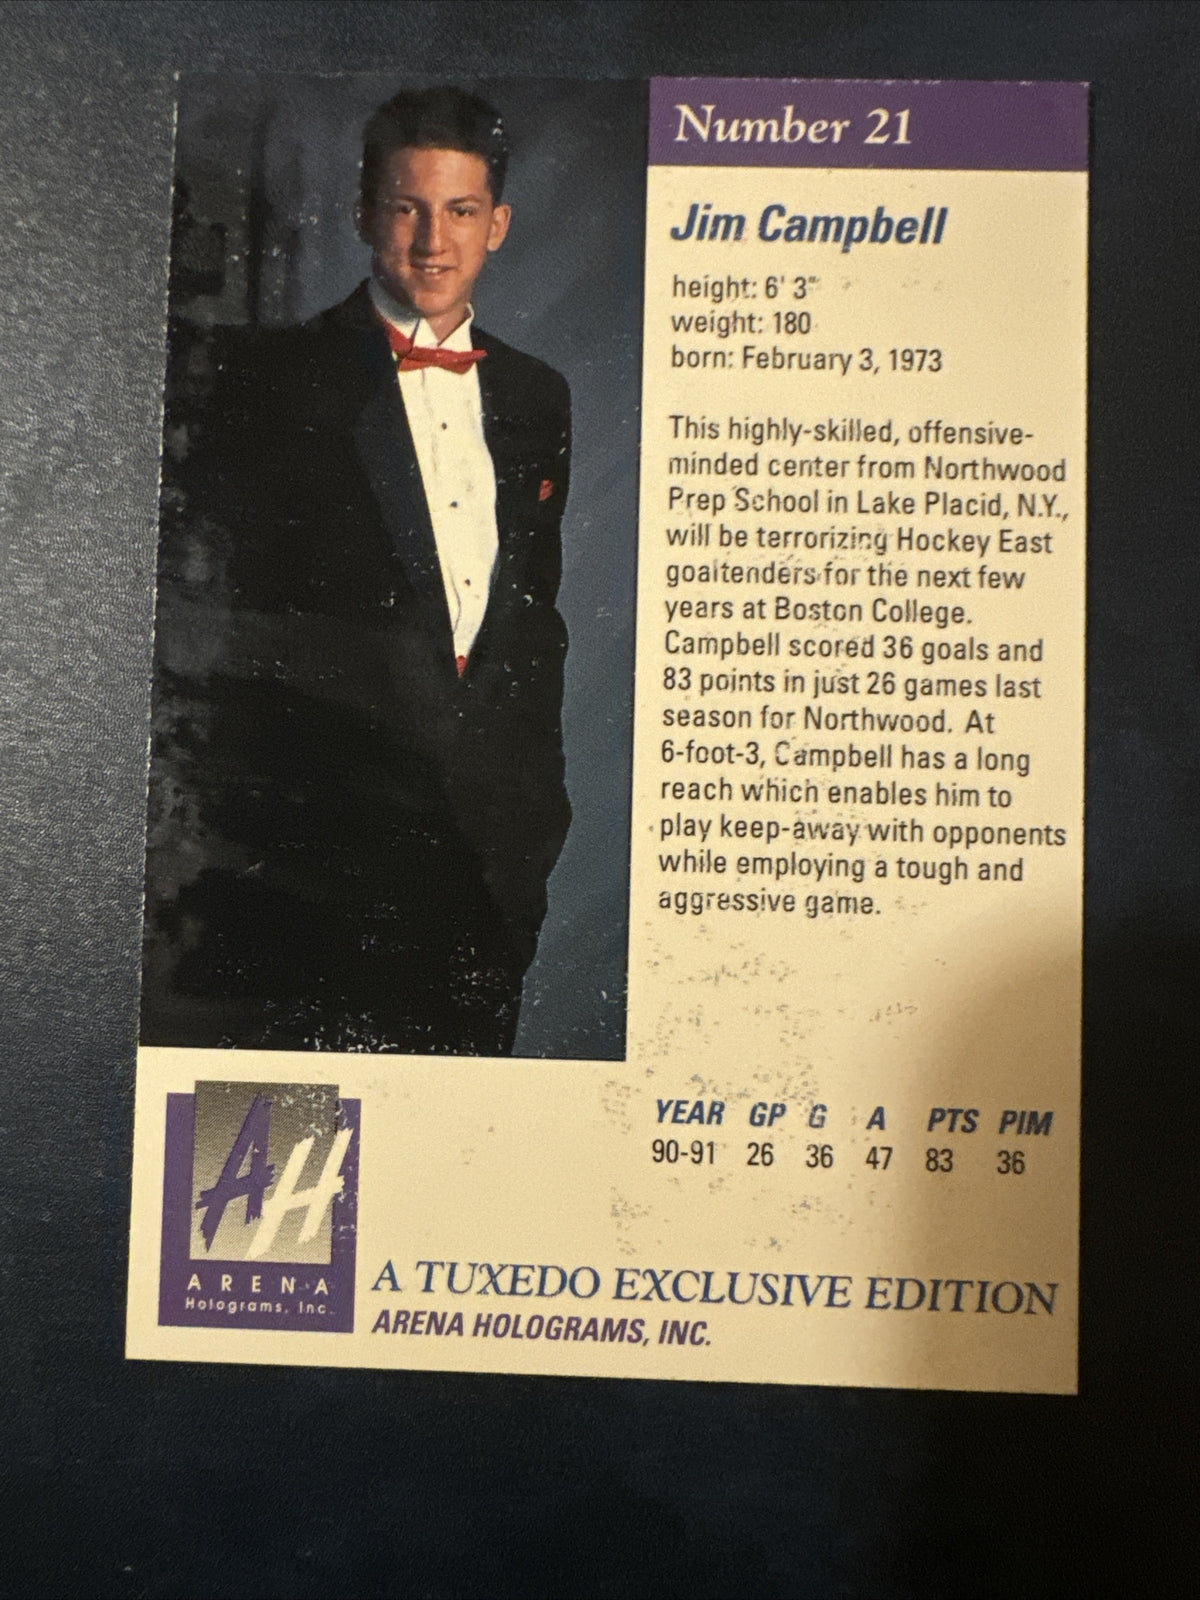 Number 21
Jim Campbell
height: 6' 3"
weight: 180
born: February 3, 1973
This highly-skilled, offensive-
minded center from Northwood
Prep School in Lake Placid, N.Y.,
will be terrorizing Hockey East
goaltenders for the next few
years at Boston College.
Campbell scored 36 goals and
83 points in just 26 games last
season for Northwood. At
6-foot-3, Campbell has a long
reach which enables him to
play keep-away with opponents
while employing a tough and
aggressive game.
YEAR GP G A PTS PIM
90-91 26 36 47 83 36
AH
ARENA
Holograms, Inc.
A TUXEDO EXCLUSIVE EDITION
ARENA HOLOGRAMS, INC.